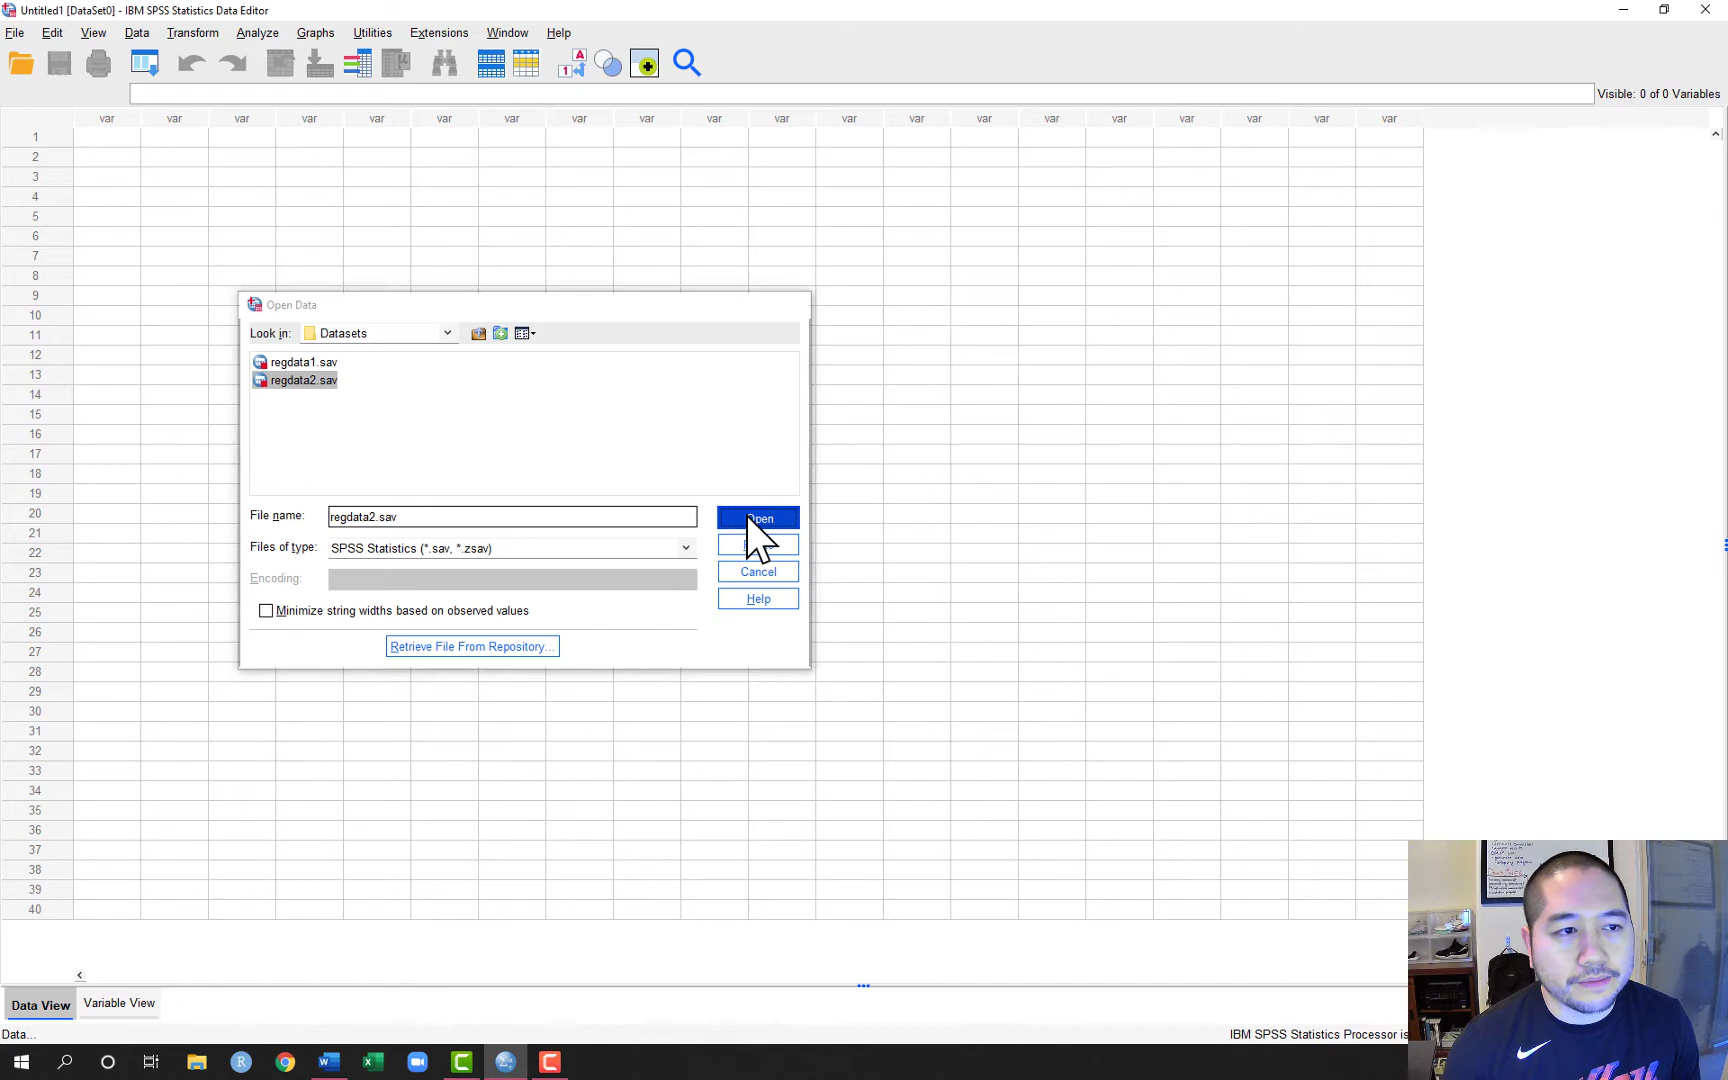 Untitled1 [DataSet0] - IBM SPSS Statistics Data Editor
File Edit View Data Transform Analyze Graphs Utilities Extensions Window Help
Visible: 0 of 0 Variables
var var var var var var var var var var var var var var var var var var var var
1
2
3
4
5
6
7
8
9
10
11
12
13
14
15
16
17
18
19
20
21
22
23
24
25
26
27
28
29
30
31
32
33
34
35
36
37
38
39
40
Open Data
Look in: Datasets
regdata1.sav
regdata2.sav
File name: regdata2.sav
Open
Files of type: SPSS Statistics (*.sav, *.zsav)
Cancel
Encoding:
Help
Minimize string widths based on observed values
Retrieve File From Repository...
Data View Variable View
Data...
IBM SPSS Statistics Processor is